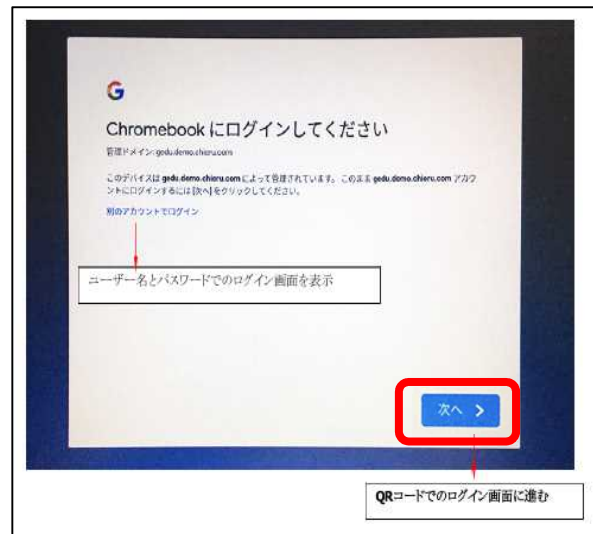 Chromebook にログインしてください
管理ドメイン: gedu.demo.chieru.com
このデバイスは gedu.demo.chieru.com によって管理されています。このまま gedu.demo.chieru.com アカウ
ントにログインするには [次へ] をクリックしてください。
別のアカウントでログイン
ユーザー名とパスワードでのログイン画面を表示
次へ
QRコードでのログイン画面に進む